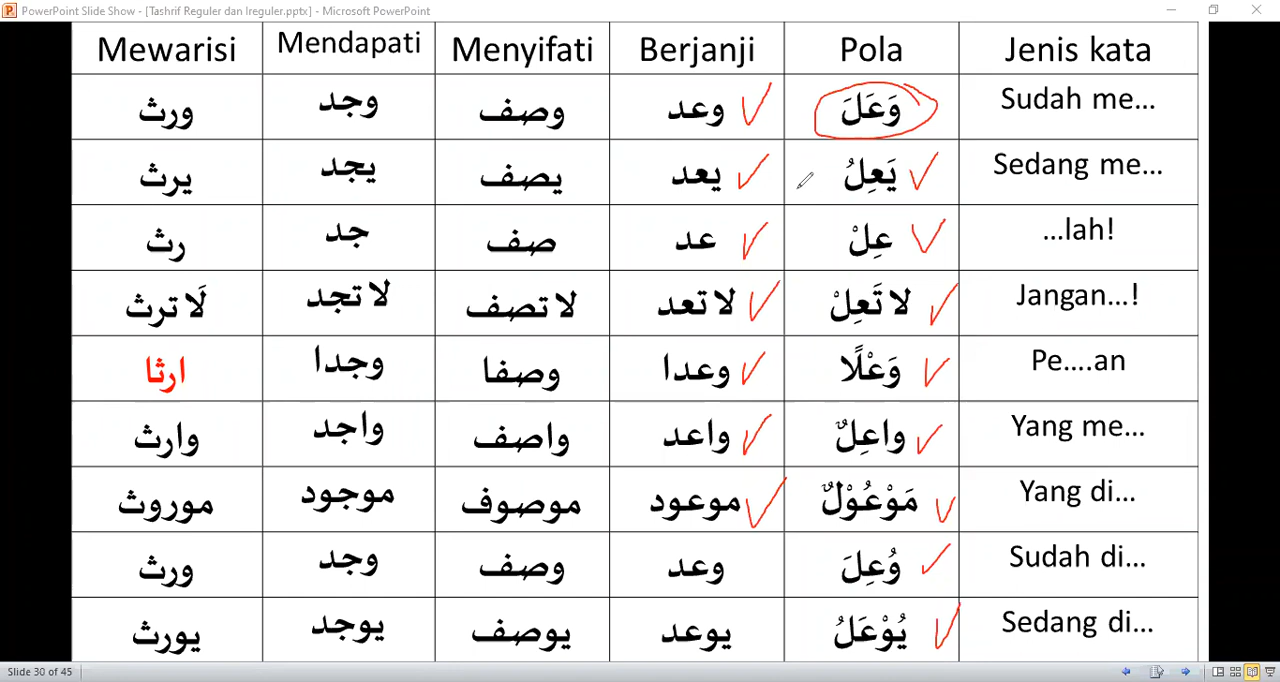 PowerPoint Slide Show - [Tashrif Reguler dan Ireguler.pptx] - Microsoft PowerPoint
Mewarisi Mendapati Menyifati Berjanji Pola Jenis kata
ورث وجد وصف وعد وَعَلَ Sudah me...
يرث يجد يصف يعد يَعِلُ Sedang me...
رث جد صف عد عِلْ ...lah!
لَا ترث لا تجد لا تصف لا تعد لا تَعِلْ Jangan...!
ارثا وجدا وصفا وعدا وَعْلًا Pe....an
وارث واجد واصف واعد واعِلٌ Yang me...
موروث موجود موصوف موعود مَوْعُوْلٌ Yang di...
ورث وجد وصف وعد وُعِلَ Sudah di...
يورث يوجد يوصف يوعد يُوْعَلُ Sedang di...
Slide 30 of 45